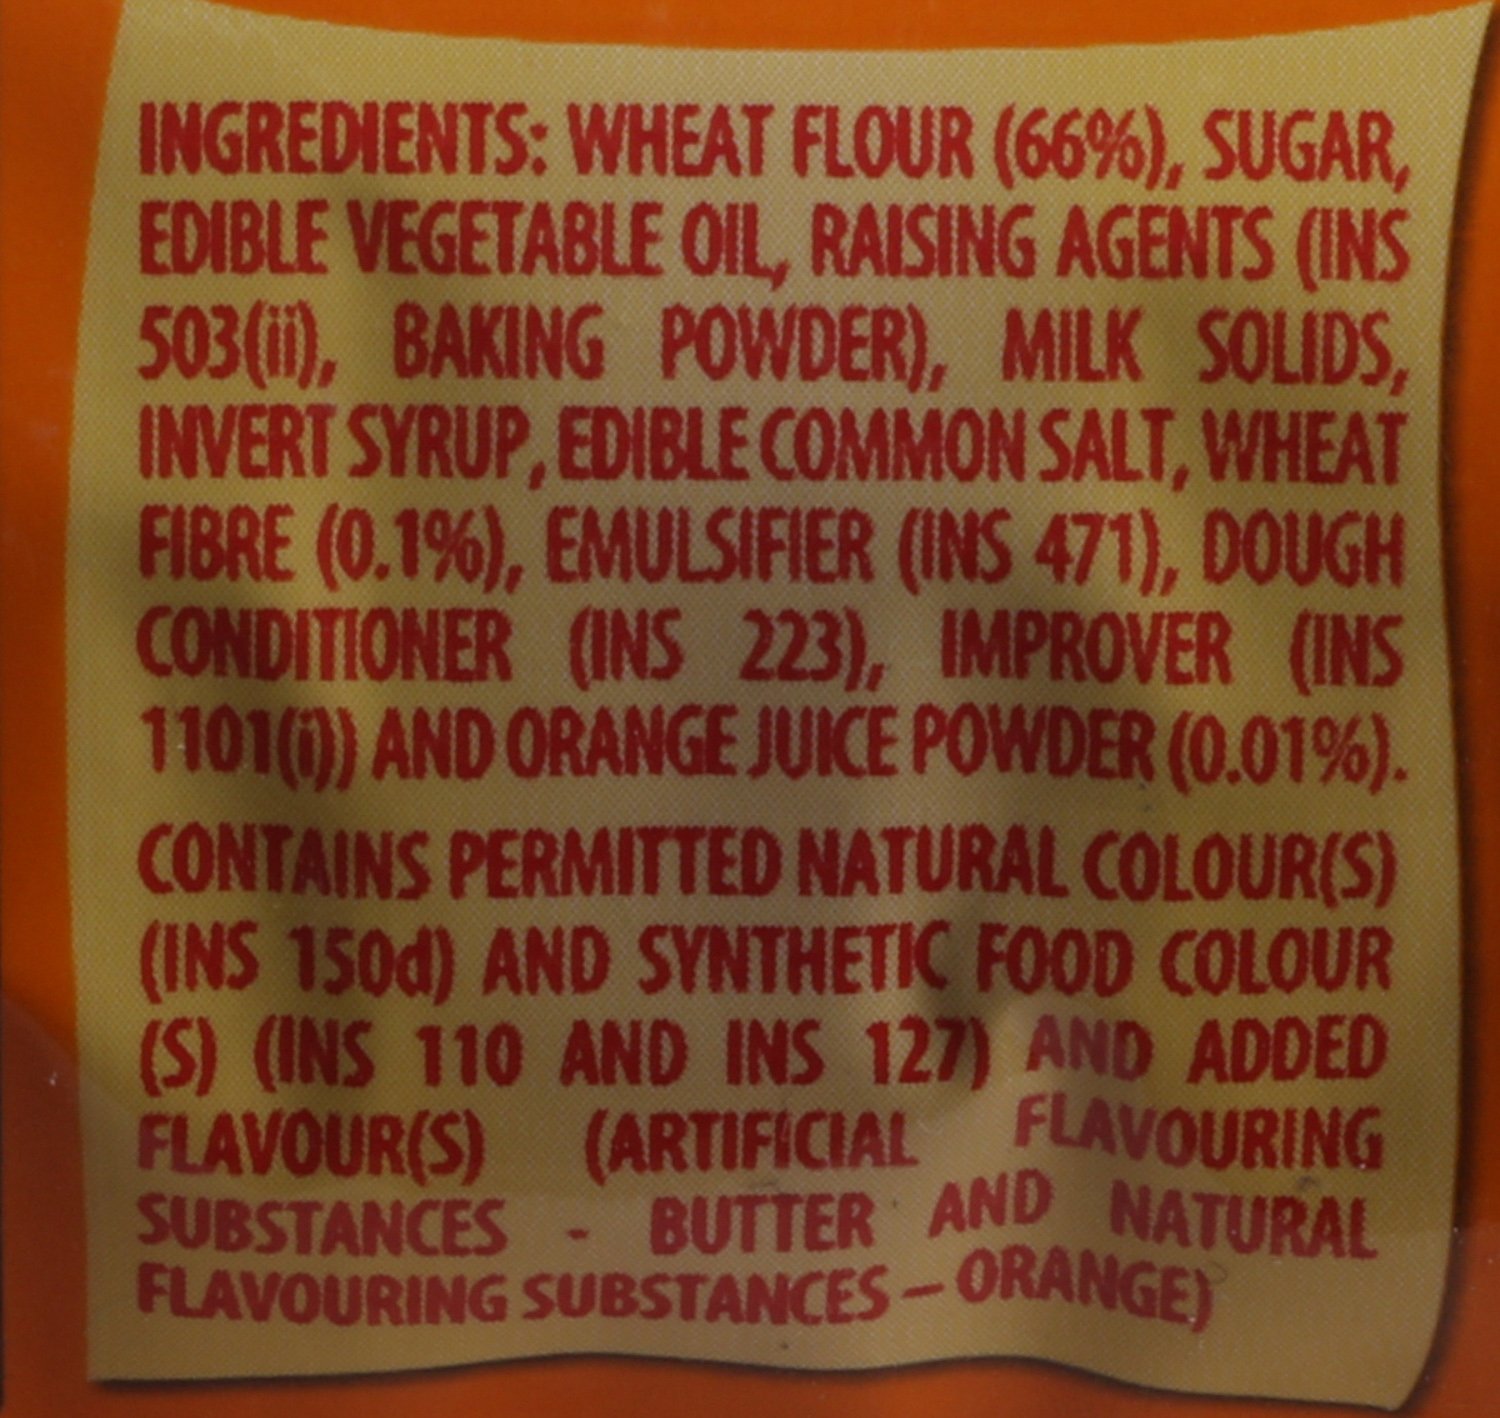 INGREDIENTS: WHEAT FLOUR (66%), SUGAR,
EDIBLE VEGETABLE OIL, RAISING AGENTS (INS
503(ii), BAKING POWDER), MILK SOLIDS,
INVERT SYRUP, EDIBLE COMMON SALT, WHEAT
FIBRE (0.1%), EMULSIFIER (INS 471), DOUGH
CONDITIONER (INS 223), IMPROVER (INS
1101(i)) AND ORANGE JUICE POWDER (0.01%).
CONTAINS PERMITTED NATURAL COLOUR(S)
(INS 150d) AND SYNTHETIC FOOD COLOUR
(S) (INS 110 AND INS 127) AND ADDED
FLAVOUR(S) (ARTIFICIAL FLAVOURING
SUBSTANCES - BUTTER AND NATURAL
FLAVOURING SUBSTANCES – ORANGE)